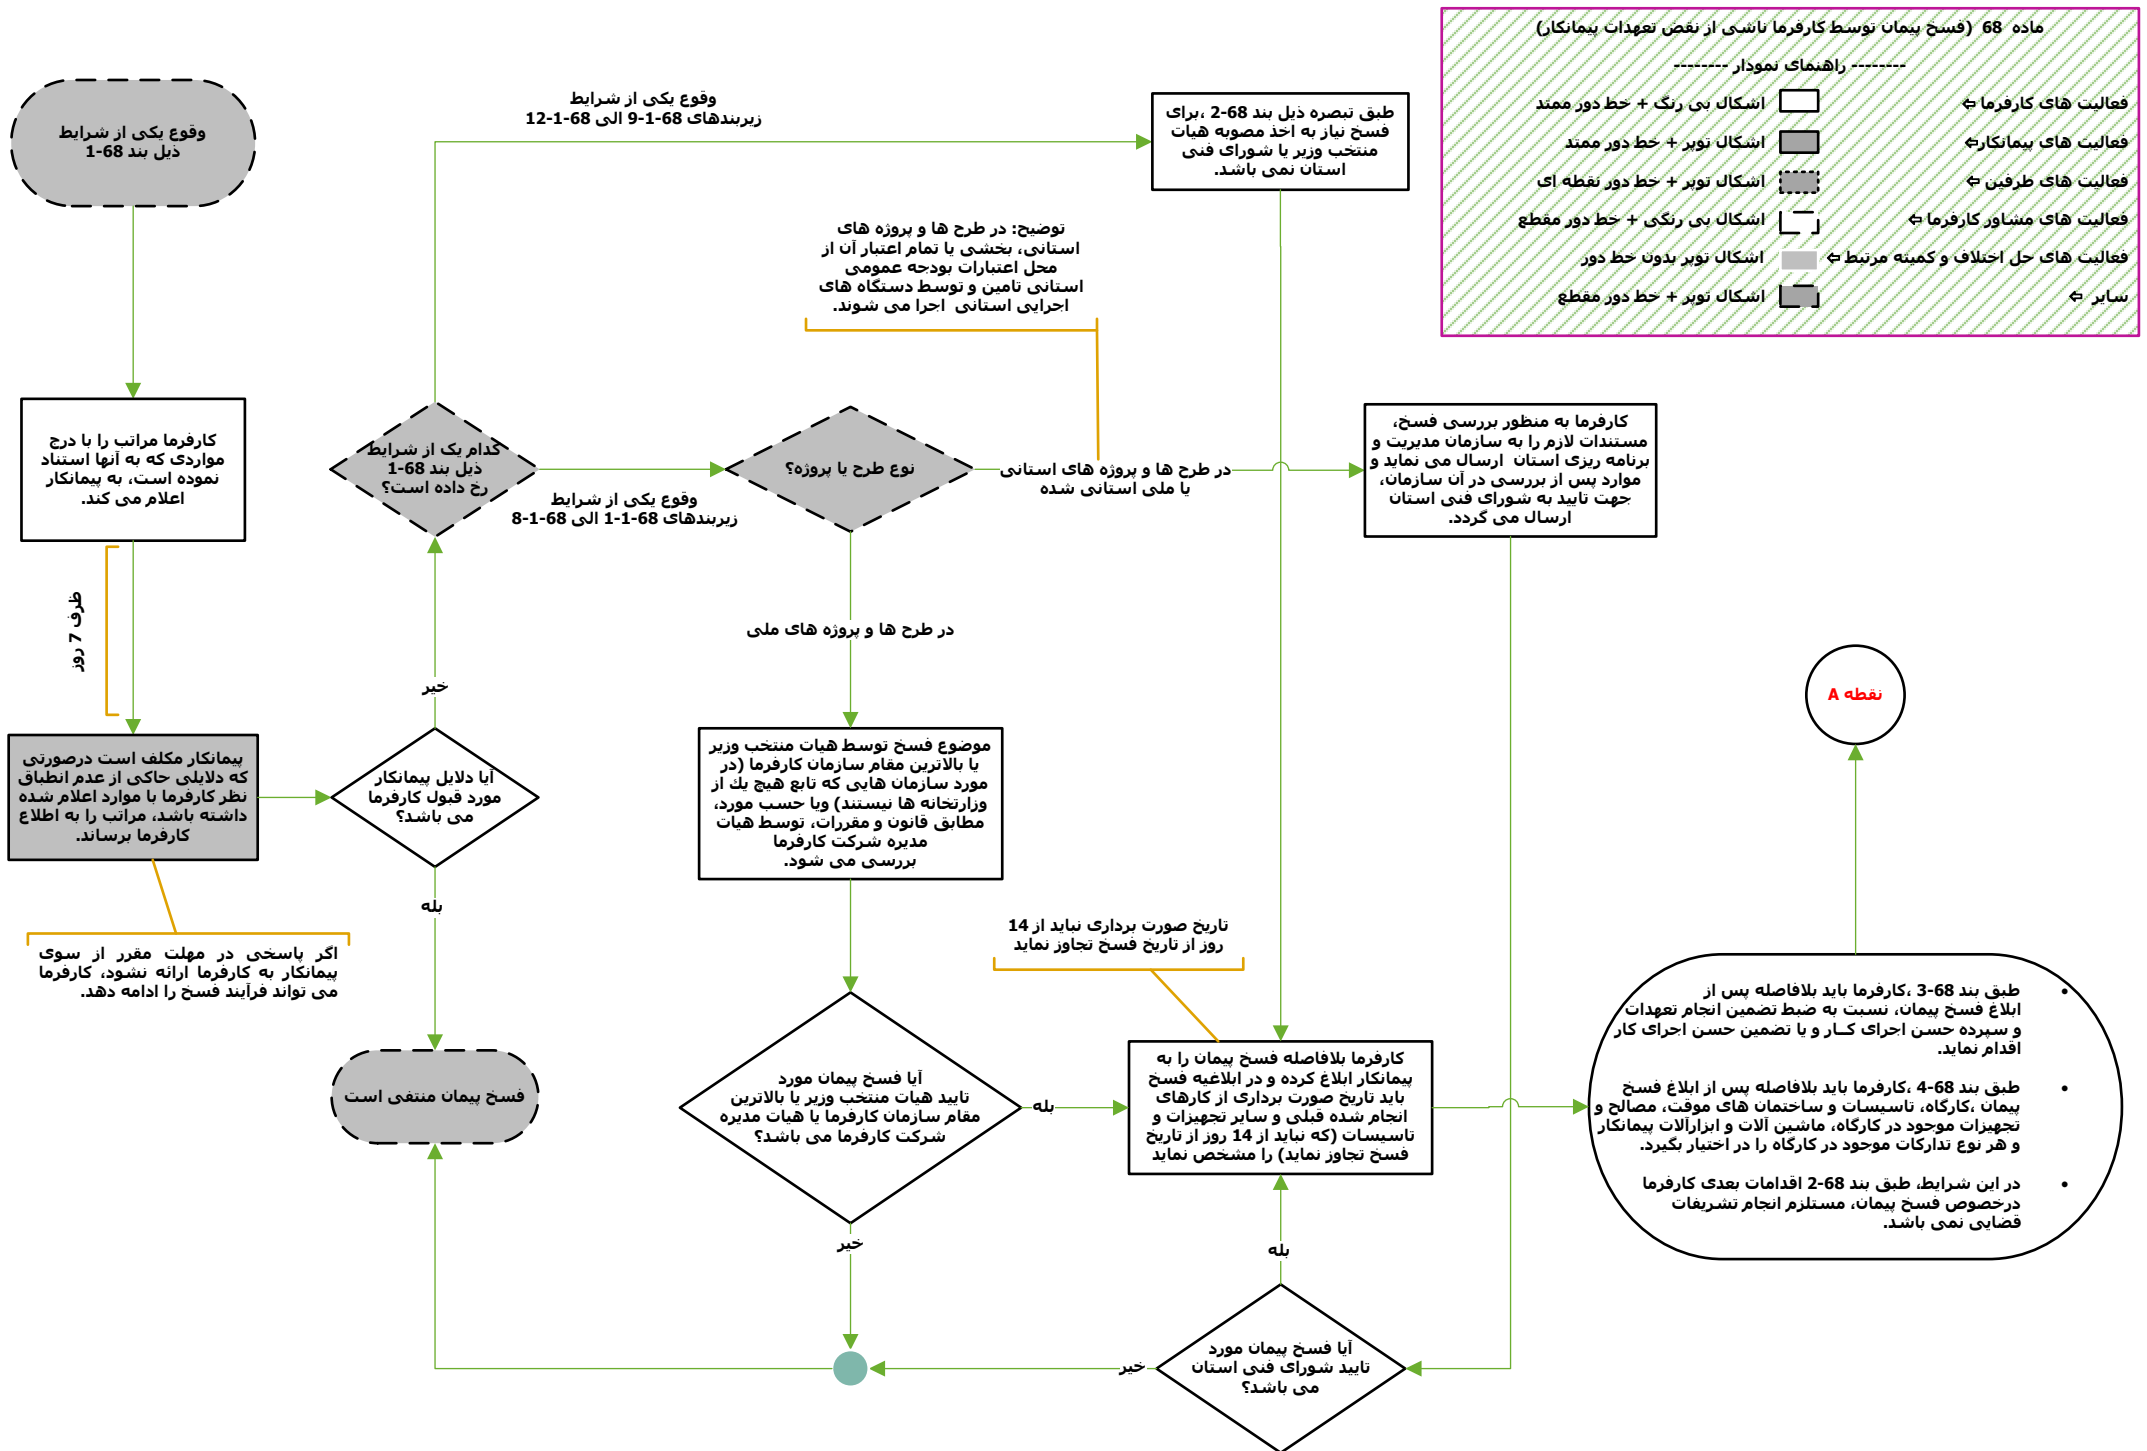 ماده 68 (فسخ پیمان توسط کارفرما ناشی از نقض تعهدات پیمانکار)
-------- راهنمای نمودار --------
فعالیت های کارفرما ⇦ اشکال بی رنگ + خط دور ممتد
فعالیت های پیمانکار⇦ اشکال توپر + خط دور ممتد
فعالیت های طرفین ⇦ اشکال توپر + خط دور نقطه ای
فعالیت های مشاور کارفرما ⇦ اشکال بی رنگی + خط دور مقطع
فعالیت های حل اختلاف و کمیته مرتبط ⇦ اشکال توپر بدون خط دور
سایر ⇦ اشکال توپر + خط دور مقطع
وقوع یکی از شرایط
ذیل بند 68-1
کارفرما مراتب را با درج
مواردی که به آنها استناد
نموده است، به پیمانکار
اعلام می کند.
ظرف 7 روز
پیمانکار مکلف است درصورتی
که دلایلی حاکی از عدم انطباق
نظر کارفرما با موارد اعلام شده
داشته باشد، مراتب را به اطلاع
کارفرما برساند.
اگر پاسخی در مهلت مقرر از سوی
پیمانکار به کارفرما ارائه نشود، کارفرما
می تواند فرآیند فسخ را ادامه دهد.
آیا دلایل پیمانکار
مورد قبول کارفرما
می باشد؟
بله
فسخ پیمان منتفی است
خیر
کدام یک از شرایط
ذیل بند 68-1
رخ داده است؟
وقوع یکی از شرایط
زیربندهای 68-1-9 الی 68-1-12
طبق تبصره ذیل بند 68-2 ،برای
فسخ نیاز به اخذ مصوبه هیات
منتخب وزیر یا شورای فنی
استان نمی باشد.
وقوع یکی از شرایط
زیربندهای 68-1-1 الی 68-1-8
نوع طرح یا پروژه؟
توضیح: در طرح ها و پروژه های
استانی، بخشی یا تمام اعتبار آن از
محل اعتبارات بودجه عمومی
استانی تامین و توسط دستگاه های
اجرایی استانی اجرا می شوند.
در طرح ها و پروژه های استانی
یا ملی استانی شده
کارفرما به منظور بررسی فسخ،
مستندات لازم را به سازمان مدیریت و
برنامه ریزی استان ارسال می نماید و
موارد پس از بررسی در آن سازمان،
جهت تایید به شورای فنی استان
ارسال می گردد.
در طرح ها و پروژه های ملی
موضوع فسخ توسط هیات منتخب وزیر
یا بالاترین مقام سازمان کارفرما (در
مورد سازمان هایی که تابع هیچ یك از
وزارتخانه ها نیستند) ویا حسب مورد،
مطابق قانون و مقررات، توسط هیات
مدیره شرکت کارفرما
بررسی می شود.
آیا فسخ پیمان مورد
تایید هیات منتخب وزیر یا بالاترین
مقام سازمان کارفرما یا هیات مدیره
شرکت کارفرما می باشد؟
بله
خیر
تاریخ صورت برداری نباید از 14
روز از تاریخ فسخ تجاوز نماید
کارفرما بلافاصله فسخ پیمان را به
پیمانکار ابلاغ کرده و در ابلاغیه فسخ
باید تاریخ صورت برداری از کارهای
انجام شده قبلی و سایر تجهیزات و
تاسیسات (که نباید از 14 روز از تاریخ
فسخ تجاوز نماید) را مشخص نماید
بله
آیا فسخ پیمان مورد
تایید شورای فنی استان
می باشد؟
خیر
نقطه A
• طبق بند 68-3 ،کارفرما باید بلافاصله پس از
ابلاغ فسخ پیمان، نسبت به ضبط تضمین انجام تعهدات
و سپرده حسن اجرای کــار و یا تضمین حسن اجرای کار
اقدام نماید.
• طبق بند 68-4 ،کارفرما باید بلافاصله پس از ابلاغ فسخ
پیمان ،کارگاه، تاسیسات و ساختمان های موقت، مصالح و
تجهیزات موجود در کارگاه، ماشین آلات و ابزارآلات پیمانکار
و هر نوع تدارکات موجود در کارگاه را در اختیار بگیرد.
• در این شرایط، طبق بند 68-2 اقدامات بعدی کارفرما
درخصوص فسخ پیمان، مستلزم انجام تشریفات
قضایی نمی باشد.